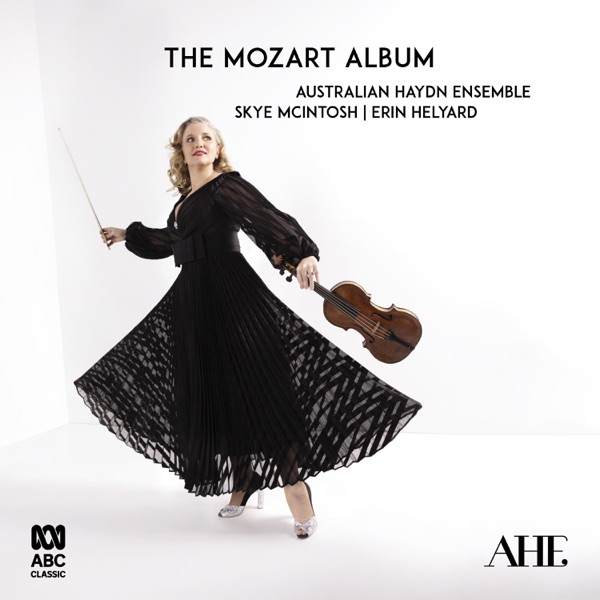 THE MOZART ALBUM
AUSTRALIAN HAYDN ENSEMBLE
SKYE MCINTOSH | ERIN HELYARD
ABC
CLASSIC
AHE